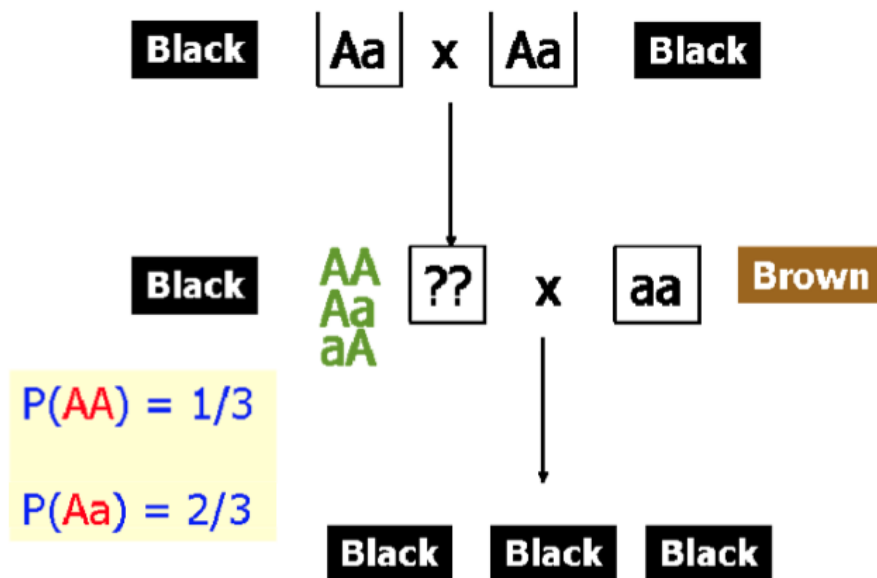 Black Aa x Aa Black
Black AA Aa aA ?? x aa Brown
P(AA) = 1/3
P(Aa) = 2/3
Black Black Black